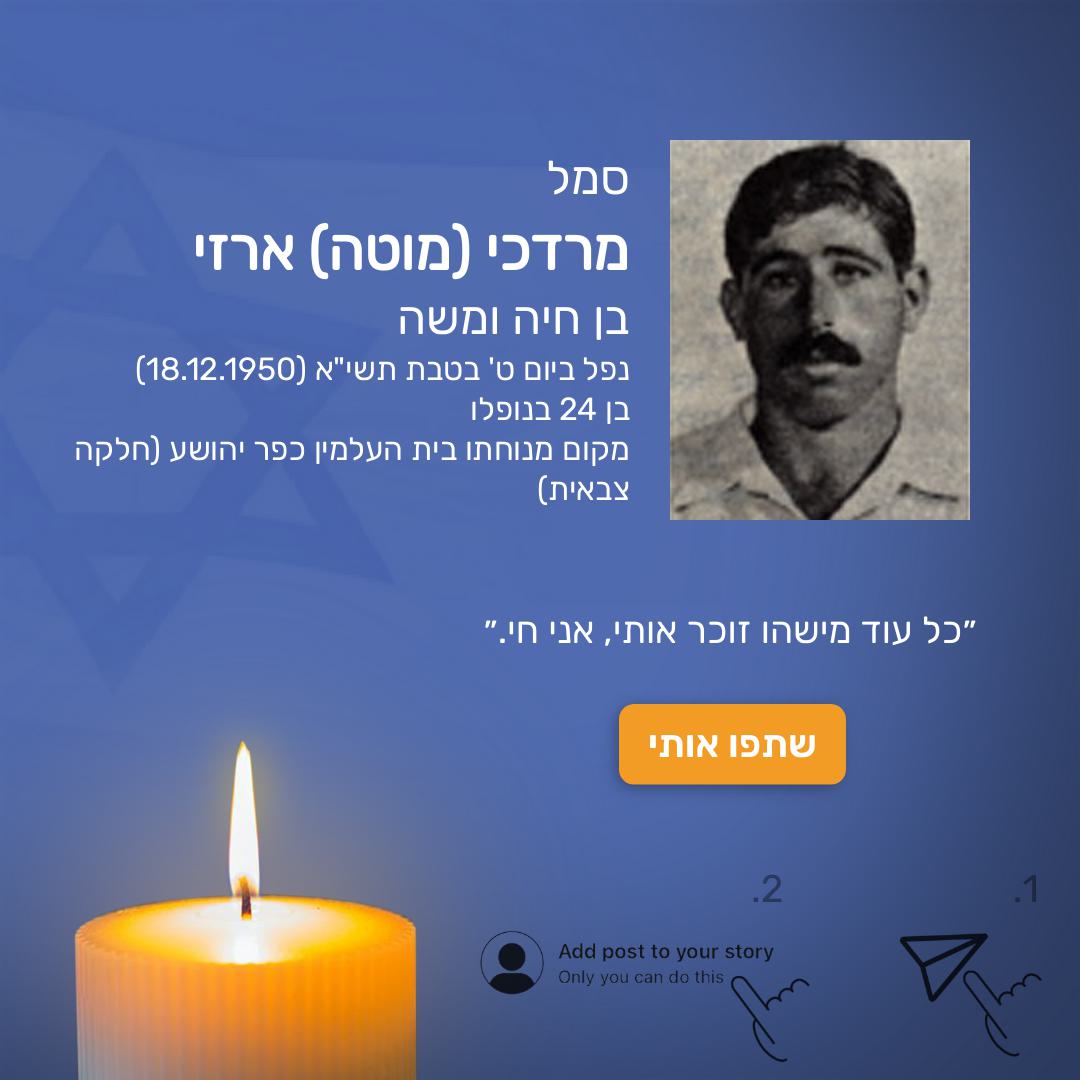 סמל
מרדכי (מוטה) ארזי
בן חיה ומשה
נפל ביום ט' בטבת תשי"א (18.12.1950)
בן 24 בנופלו
מקום מנוחתו בית העלמין כפר יהושע (חלקה
צבאית)
״כל עוד מישהו זוכר אותי, אני חי.״
שתפו אותי
.1
.2
Add post to your story
Only you can do this